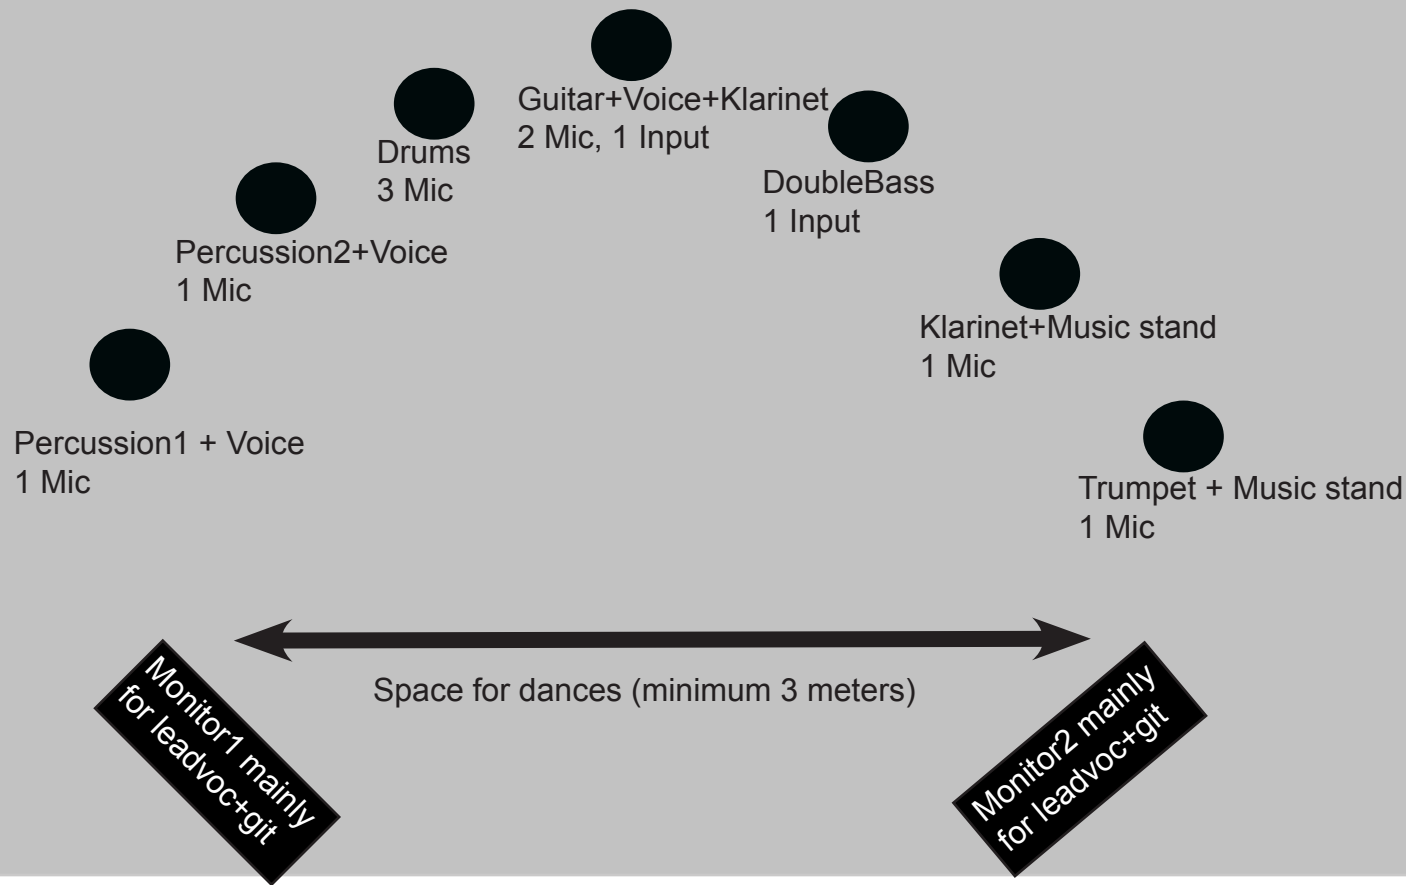 Guitar+Voice+Klarinet
2 Mic, 1 Input
Drums
3 Mic
DoubleBass
1 Input
Percussion2+Voice
1 Mic
Klarinet+Music stand
1 Mic
Percussion1 + Voice
1 Mic
Trumpet + Music stand
1 Mic
Space for dances (minimum 3 meters)
Monitor1 mainly
for leadvoc+git
Monitor2 mainly
for leadvoc+git